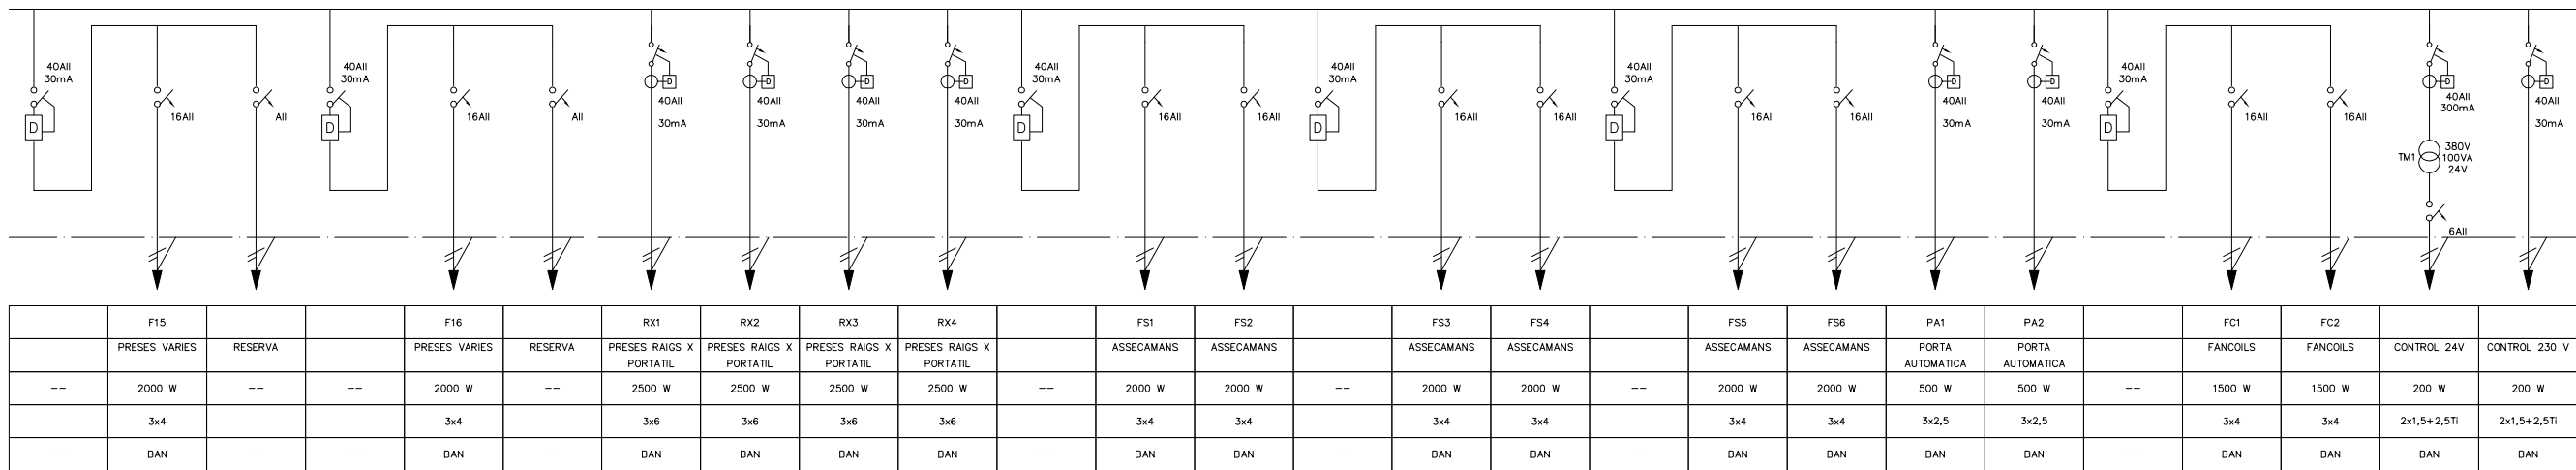 40AII 40AII 40AII 40AII 40AII 40AII 40AII
30mA 30mA 30mA 30mA 30mA 30mA 300mA
D D D D D D D D
40AII 40AII 40AII 40AII 40AII 40AII 40AII
16AII AII 16AII AII 16AII 16AII 16AII 16AII 16AII 16AII 16AII 16AII
30mA 30mA 30mA 30mA 30mA 30mA 30mA
D D D D D D
380V
TM1 100VA
24V
6AII
F15 F16 RX1 RX2 RX3 RX4 FS1 FS2 FS3 FS4 FS5 FS6 PA1 PA2 FC1 FC2
PRESES VARIES RESERVA PRESES VARIES RESERVA PRESES RAIGS X PRESES RAIGS X PRESES RAIGS X PRESES RAIGS X ASSECAMANS ASSECAMANS ASSECAMANS ASSECAMANS ASSECAMANS ASSECAMANS PORTA PORTA FANCOILS FANCOILS CONTROL 24V CONTROL 230 V
PORTATIL PORTATIL PORTATIL PORTATIL AUTOMATICA AUTOMATICA
-- 2000 W -- -- 2000 W -- 2500 W 2500 W 2500 W 2500 W -- 2000 W 2000 W -- 2000 W 2000 W -- 2000 W 2000 W 500 W 500 W -- 1500 W 1500 W 200 W 200 W
3x4 3x4 3x6 3x6 3x6 3x6 3x4 3x4 3x4 3x4 3x4 3x4 3x2,5 3x2,5 3x4 3x4 2x1,5+2,5Ti 2x1,5+2,5Ti
-- BAN -- -- BAN -- BAN BAN BAN BAN -- BAN BAN -- BAN BAN -- BAN BAN BAN BAN -- BAN BAN BAN BAN